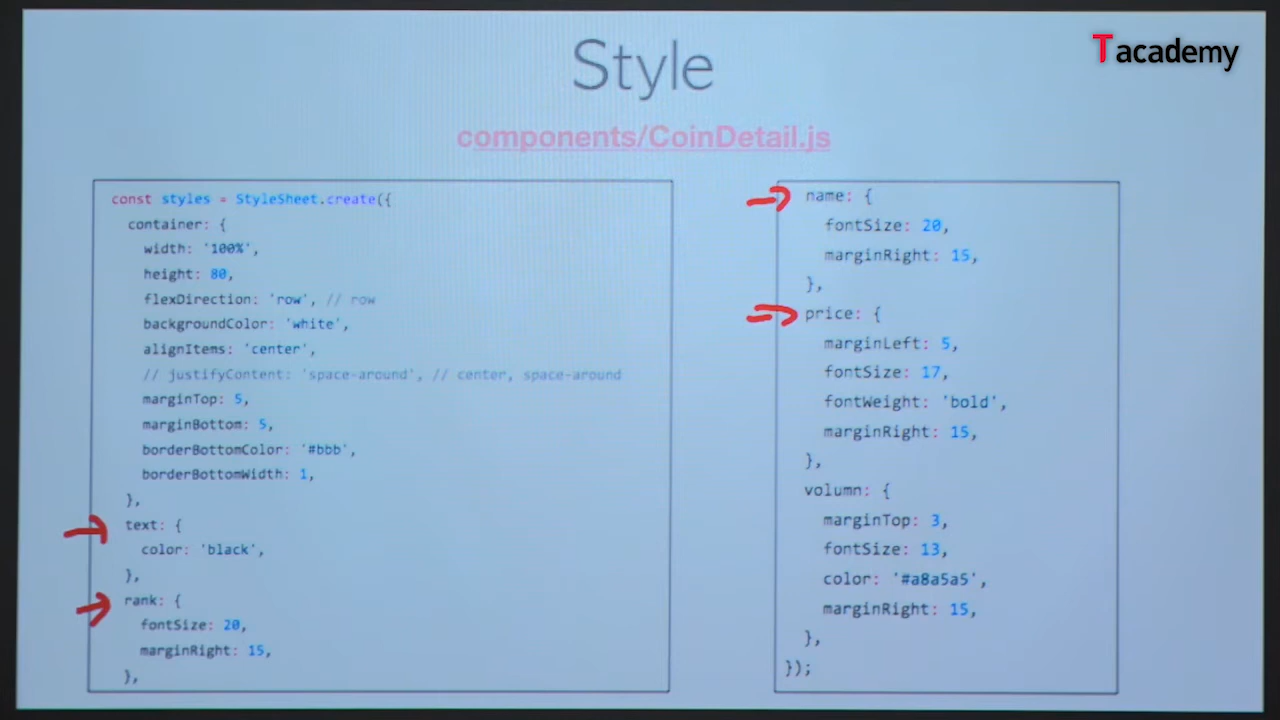 Style
Tacademy
components/CoinDetail.js
const styles = StyleSheet.create({
container: {
width: '100%',
height: 80,
flexDirection: 'row', // row
backgroundColor: 'white',
alignItems: 'center',
// justifyContent: 'space-around', // center, space-around
marginTop: 5,
marginBottom: 5,
borderBottomColor: '#bbb',
borderBottomWidth: 1,
},
text: {
color: 'black',
},
rank: {
fontSize: 20,
marginRight: 15,
},
name: {
fontSize: 20,
marginRight: 15,
},
price: {
marginLeft: 5,
fontSize: 17,
fontWeight: 'bold',
marginRight: 15,
},
volumn: {
marginTop: 3,
fontSize: 13,
color: '#a8a5a5',
marginRight: 15,
},
});